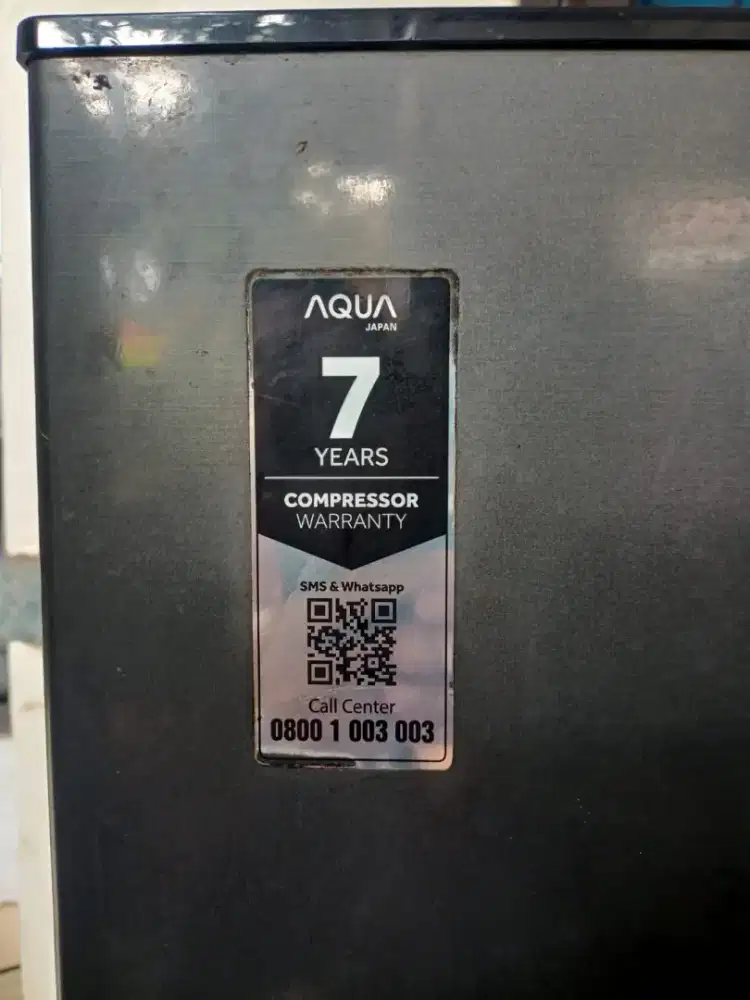 AQUA
JAPAN
7
YEARS
COMPRESSOR
WARRANTY
SMS & Whatsapp
Call Center
0800 1 003 003